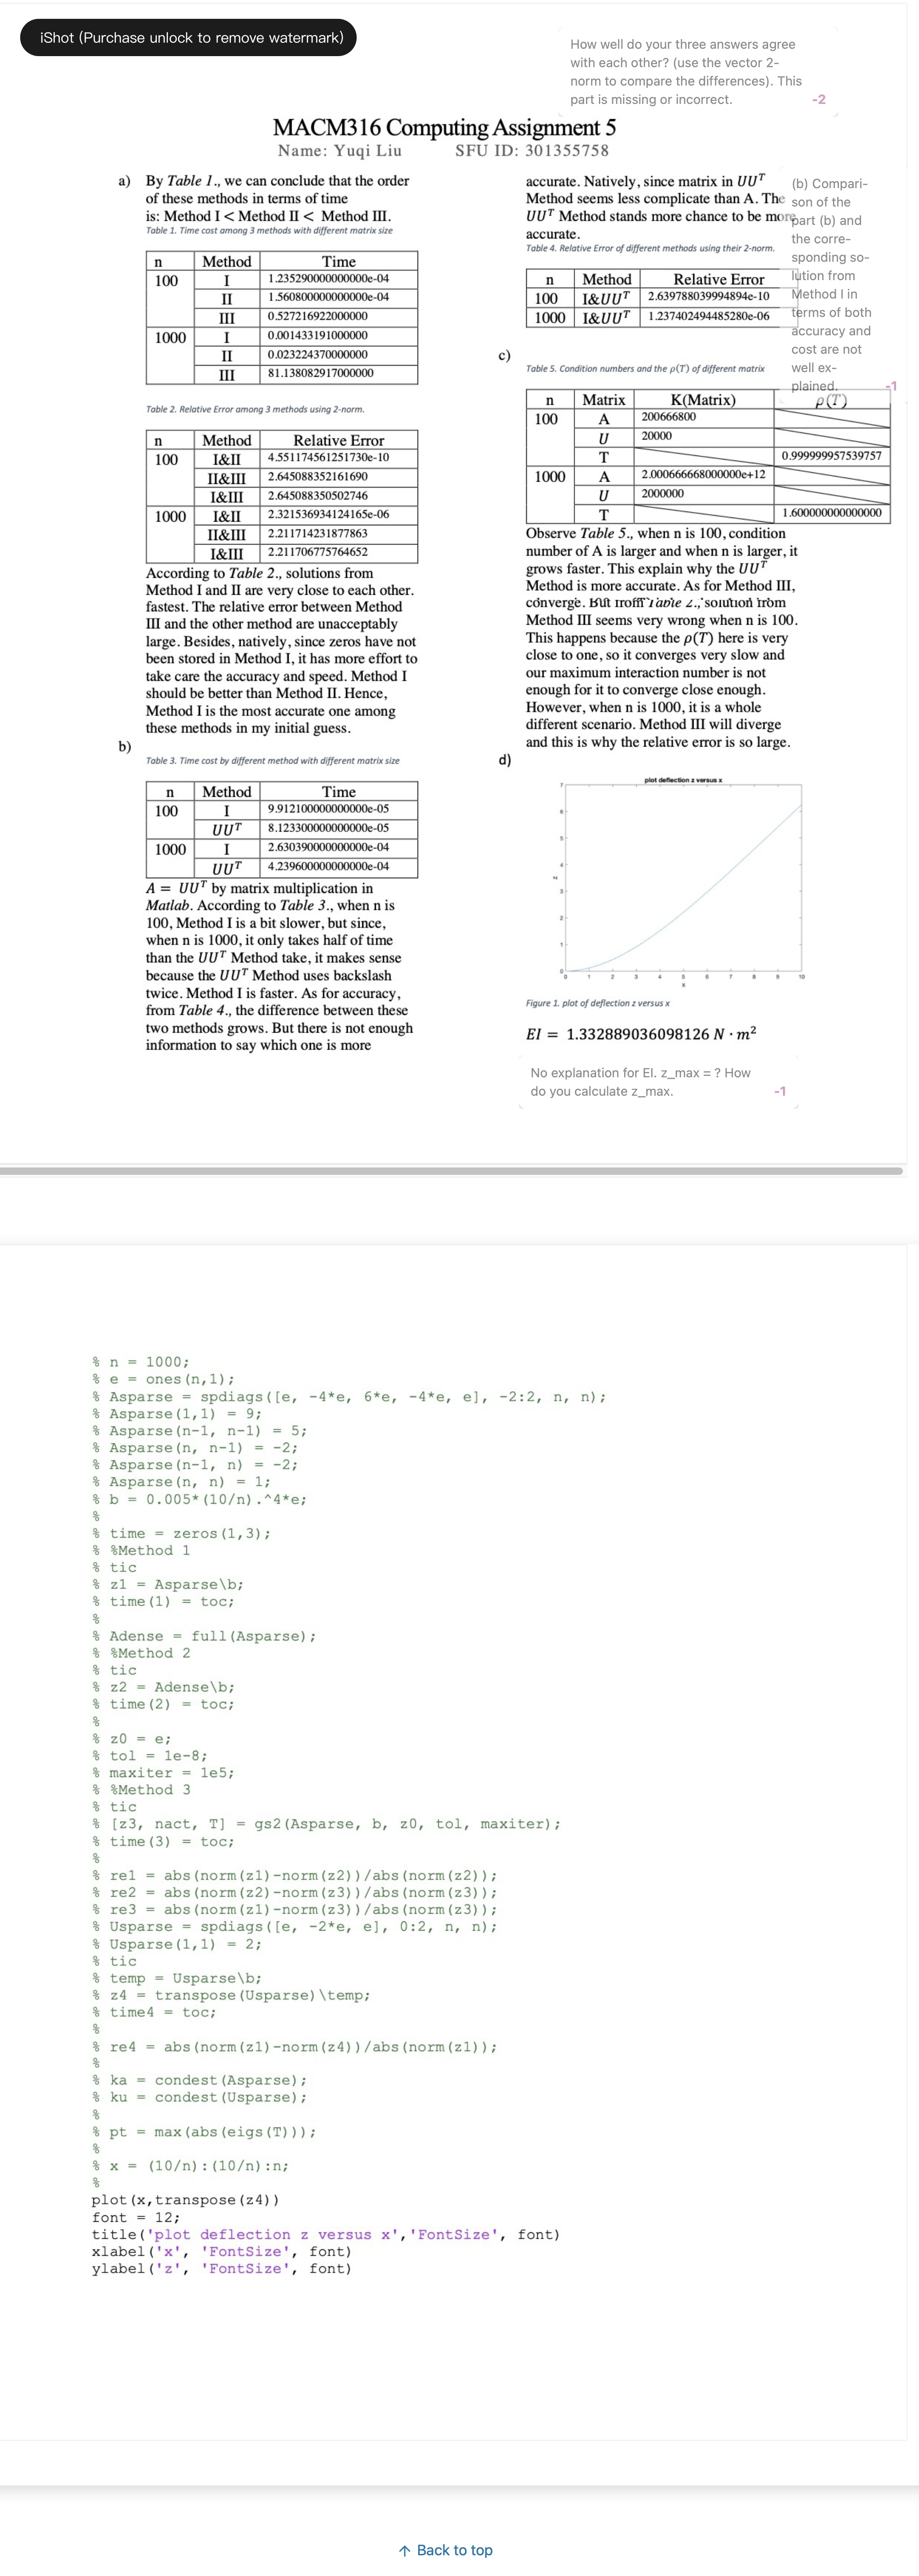 iShot (Purchase unlock to remove watermark)
How well do your three answers agree
with each other? (use the vector 2-
norm to compare the differences). This
part is missing or incorrect.
-2
MACM316 Computing Assignment 5
Name: Yuqi Liu SFU ID: 301355758
a) By Table 1., we can conclude that the order
of these methods in terms of time
is: Method I < Method II < Method III.
Table 1. Time cost among 3 methods with different matrix size
n Method Time
100 I 1.235290000000000e-04
II 1.560800000000000e-04
III 0.527216922000000
1000 I 0.001433191000000
II 0.023224370000000
III 81.138082917000000
Table 2. Relative Error among 3 methods using 2-norm.
n Method Relative Error
100 I&II 4.551174561251730e-10
II&III 2.645088352161690
I&III 2.645088350502746
1000 I&II 2.321536934124165e-06
II&III 2.211714231877863
I&III 2.211706775764652
According to Table 2., solutions from
Method I and II are very close to each other.
fastest. The relative error between Method
III and the other method are unacceptably
large. Besides, natively, since zeros have not
been stored in Method I, it has more effort to
take care the accuracy and speed. Method I
should be better than Method II. Hence,
Method I is the most accurate one among
these methods in my initial guess.
b)
Table 3. Time cost by different method with different matrix size
n Method Time
100 I 9.912100000000000e-05
UUᵀ 8.123300000000000e-05
1000 I 2.630390000000000e-04
UUᵀ 4.239600000000000e-04
A = UUᵀ by matrix multiplication in
Matlab. According to Table 3., when n is
100, Method I is a bit slower, but since,
when n is 1000, it only takes half of time
than the UUᵀ Method take, it makes sense
because the UUᵀ Method uses backslash
twice. Method I is faster. As for accuracy,
from Table 4., the difference between these
two methods grows. But there is not enough
information to say which one is more
accurate. Natively, since matrix in UUᵀ
Method seems less complicate than A. The
UUᵀ Method stands more chance to be more
accurate.
Table 4. Relative Error of different methods using their 2-norm.
n Method Relative Error
100 I&UUᵀ 2.639788039994894e-10
1000 I&UUᵀ 1.237402494485280e-06
(b) Compari-
son of the
part (b) and
the corre-
sponding so-
lution from
Method I in
terms of both
accuracy and
cost are not
well ex-
plained.
-1
c)
Table 5. Condition numbers and the ρ(T) of different matrix
n Matrix K(Matrix) ρ(T)
100 A 200666800
U 20000
T 0.999999957539757
1000 A 2.000666668000000e+12
U 2000000
T 1.600000000000000
Observe Table 5., when n is 100, condition
number of A is larger and when n is larger, it
grows faster. This explain why the UUᵀ
Method is more accurate. As for Method III,
converge. But from Table 2., solution from
Method III seems very wrong when n is 100.
This happens because the ρ(T) here is very
close to one, so it converges very slow and
our maximum interaction number is not
enough for it to converge close enough.
However, when n is 1000, it is a whole
different scenario. Method III will diverge
and this is why the relative error is so large.
d)
plot deflection z versus x
7
6
5
4
3
2
1
0
z
0 1 2 3 4 5 6 7 8 9 10
x
Figure 1. plot of deflection z versus x
EI = 1.332889036098126 N · m²
No explanation for EI. z_max = ? How
do you calculate z_max.
-1
% n = 1000;
% e = ones(n,1);
% Asparse = spdiags([e, -4*e, 6*e, -4*e, e], -2:2, n, n);
% Asparse(1,1) = 9;
% Asparse(n-1, n-1) = 5;
% Asparse(n, n-1) = -2;
% Asparse(n-1, n) = -2;
% Asparse(n, n) = 1;
% b = 0.005*(10/n).^4*e;
%
% time = zeros(1,3);
% %Method 1
% tic
% z1 = Asparse\b;
% time(1) = toc;
%
% Adense = full(Asparse);
% %Method 2
% tic
% z2 = Adense\b;
% time(2) = toc;
%
% z0 = e;
% tol = 1e-8;
% maxiter = 1e5;
% %Method 3
% tic
% [z3, nact, T] = gs2(Asparse, b, z0, tol, maxiter);
% time(3) = toc;
%
% re1 = abs(norm(z1)-norm(z2))/abs(norm(z2));
% re2 = abs(norm(z2)-norm(z3))/abs(norm(z3));
% re3 = abs(norm(z1)-norm(z3))/abs(norm(z3));
% Usparse = spdiags([e, -2*e, e], 0:2, n, n);
% Usparse(1,1) = 2;
% tic
% temp = Usparse\b;
% z4 = transpose(Usparse)\temp;
% time4 = toc;
%
% re4 = abs(norm(z1)-norm(z4))/abs(norm(z1));
%
% ka = condest(Asparse);
% ku = condest(Usparse);
%
% pt = max(abs(eigs(T)));
%
% x = (10/n):(10/n):n;
%
plot(x,transpose(z4))
font = 12;
title('plot deflection z versus x','FontSize', font)
xlabel('x', 'FontSize', font)
ylabel('z', 'FontSize', font)
↑ Back to top